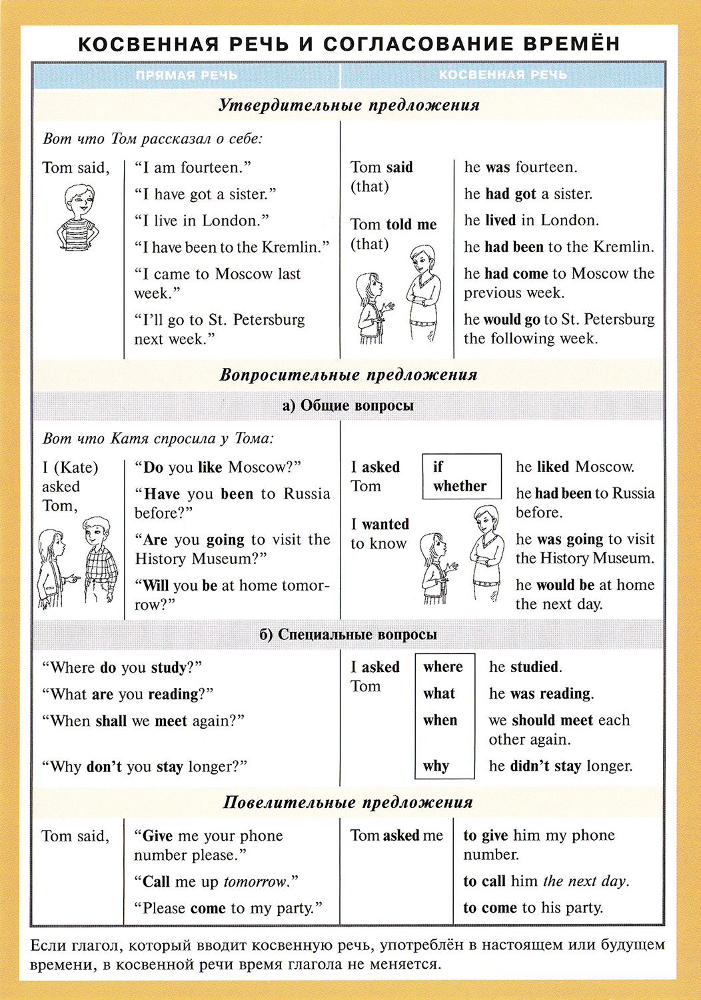 КОСВЕННАЯ РЕЧЬ И СОГЛАСОВАНИЕ ВРЕМЁН
ПРЯМАЯ РЕЧЬ
КОСВЕННАЯ РЕЧЬ
Утвердительные предложения
Вот что Том рассказал о себе:
Tom said,
“I am fourteen.”
“I have got a sister.”
“I live in London.”
“I have been to the Kremlin.”
“I came to Moscow last
week.”
“I’ll go to St. Petersburg
next week.”
Tom said
(that)
Tom told me
(that)
he was fourteen.
he had got a sister.
he lived in London.
he had been to the Kremlin.
he had come to Moscow the
previous week.
he would go to St. Petersburg
the following week.
Вопросительные предложения
а) Общие вопросы
Вот что Катя спросила у Тома:
I (Kate)
asked
Tom,
“Do you like Moscow?”
“Have you been to Russia
before?”
“Are you going to visit the
History Museum?”
“Will you be at home tomor-
row?”
I asked
Tom
I wanted
to know
if
whether
he liked Moscow.
he had been to Russia
before.
he was going to visit
the History Museum.
he would be at home
the next day.
б) Специальные вопросы
“Where do you study?”
“What are you reading?”
“When shall we meet again?”
“Why don’t you stay longer?”
I asked
Tom
where
what
when
why
he studied.
he was reading.
we should meet each
other again.
he didn’t stay longer.
Повелительные предложения
Tom said,
“Give me your phone
number please.”
“Call me up tomorrow.”
“Please come to my party.”
Tom asked me
to give him my phone
number.
to call him the next day.
to come to his party.
Если глагол, который вводит косвенную речь, употреблён в настоящем или будущем
времени, в косвенной речи время глагола не меняется.